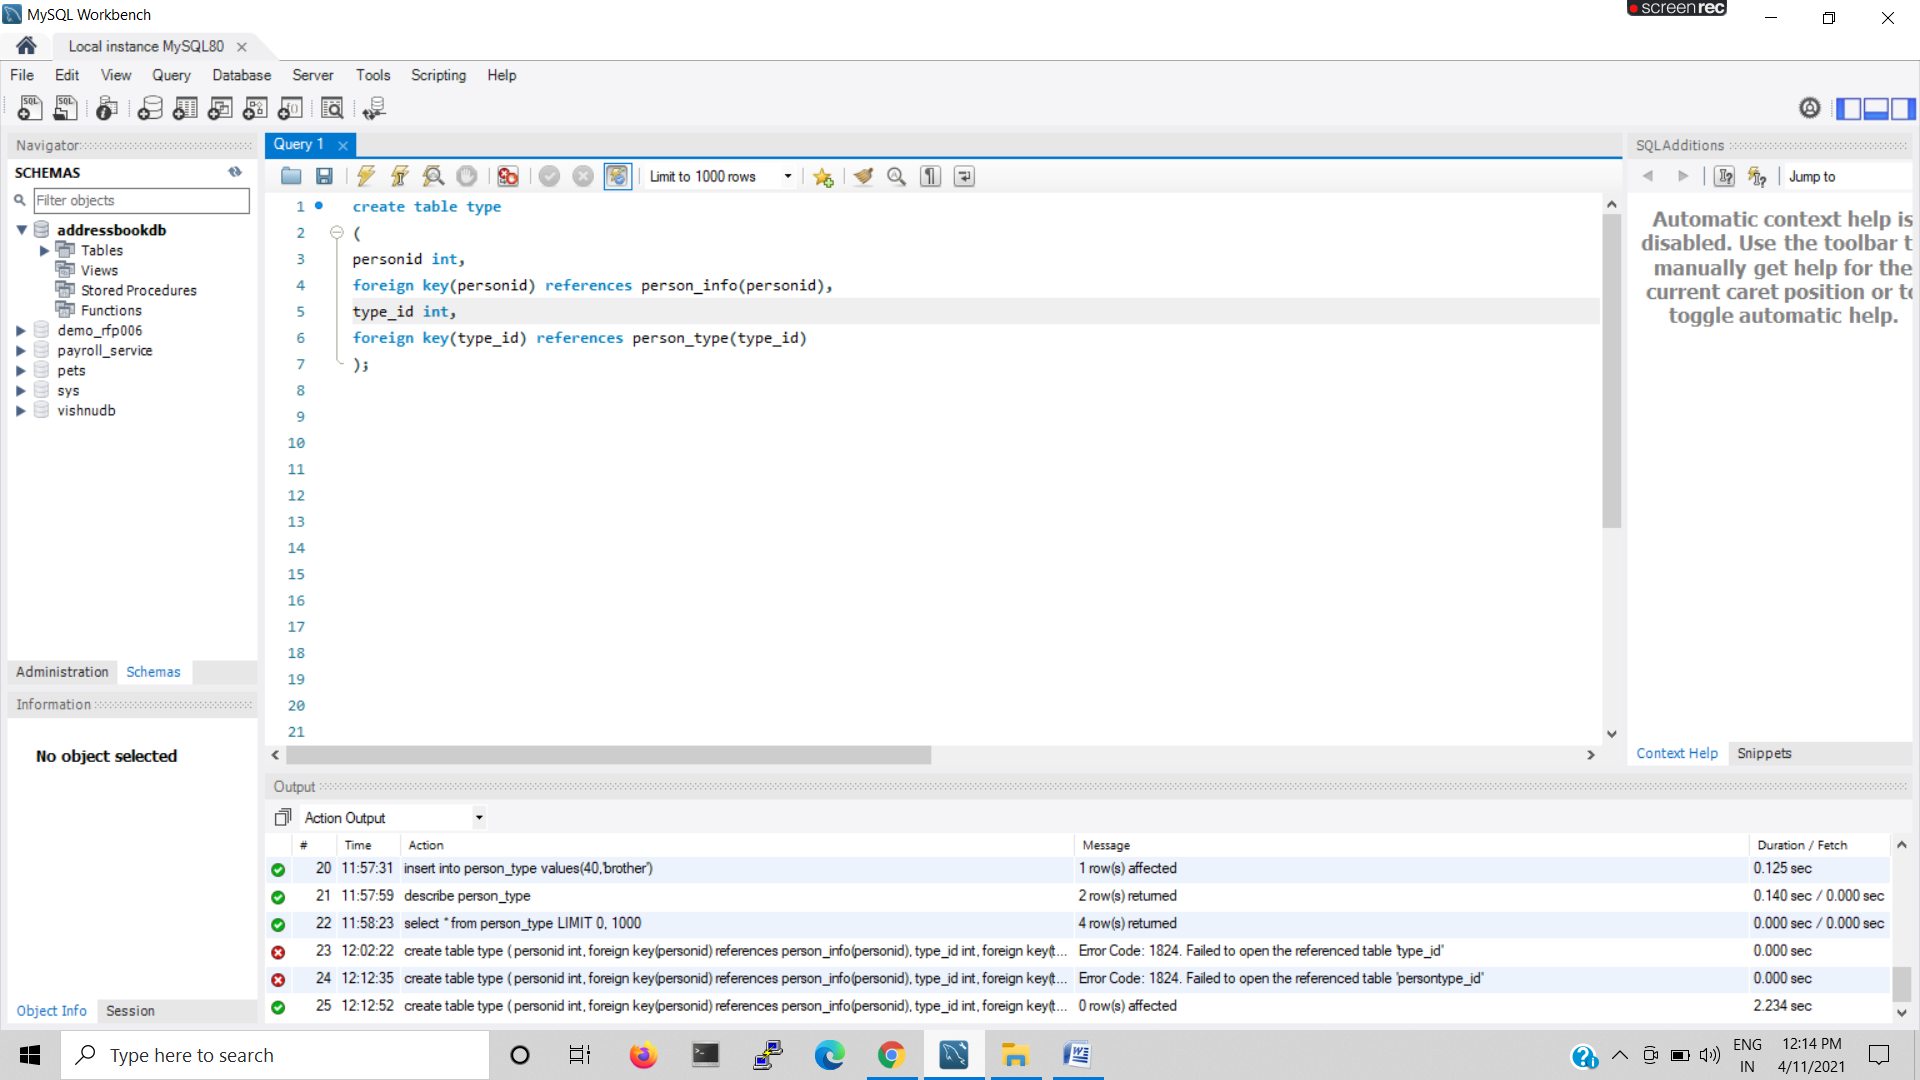 MySQL Workbench
screenrec
Local instance MySQL80
File Edit View Query Database Server Tools Scripting Help
Navigator
Query 1
SQLAdditions
SCHEMAS
Limit to 1000 rows
Jump to
Filter objects
addressbookdb
Tables
Views
Stored Procedures
Functions
demo_rfp006
payroll_service
pets
sys
vishnudb
1 create table type
2 (
3 personid int,
4 foreign key(personid) references person_info(personid),
5 type_id int,
6 foreign key(type_id) references person_type(type_id)
7 );
8
9
10
11
12
13
14
15
16
17
18
19
20
21
Automatic context help is
disabled. Use the toolbar t
manually get help for the
current caret position or to
toggle automatic help.
Administration Schemas
Information
No object selected
Context Help Snippets
Output
Action Output
# Time Action Message Duration / Fetch
20 11:57:31 insert into person_type values(40,'brother') 1 row(s) affected 0.125 sec
21 11:57:59 describe person_type 2 row(s) returned 0.140 sec / 0.000 sec
22 11:58:23 select * from person_type LIMIT 0, 1000 4 row(s) returned 0.000 sec / 0.000 sec
23 12:02:22 create table type ( personid int, foreign key(personid) references person_info(personid), type_id int, foreign key(t... Error Code: 1824. Failed to open the referenced table 'type_id' 0.000 sec
24 12:12:35 create table type ( personid int, foreign key(personid) references person_info(personid), type_id int, foreign key(t... Error Code: 1824. Failed to open the referenced table 'persontype_id' 0.000 sec
25 12:12:52 create table type ( personid int, foreign key(personid) references person_info(personid), type_id int, foreign key(t... 0 row(s) affected 2.234 sec
Object Info Session
Type here to search
ENG
IN
12:14 PM
4/11/2021